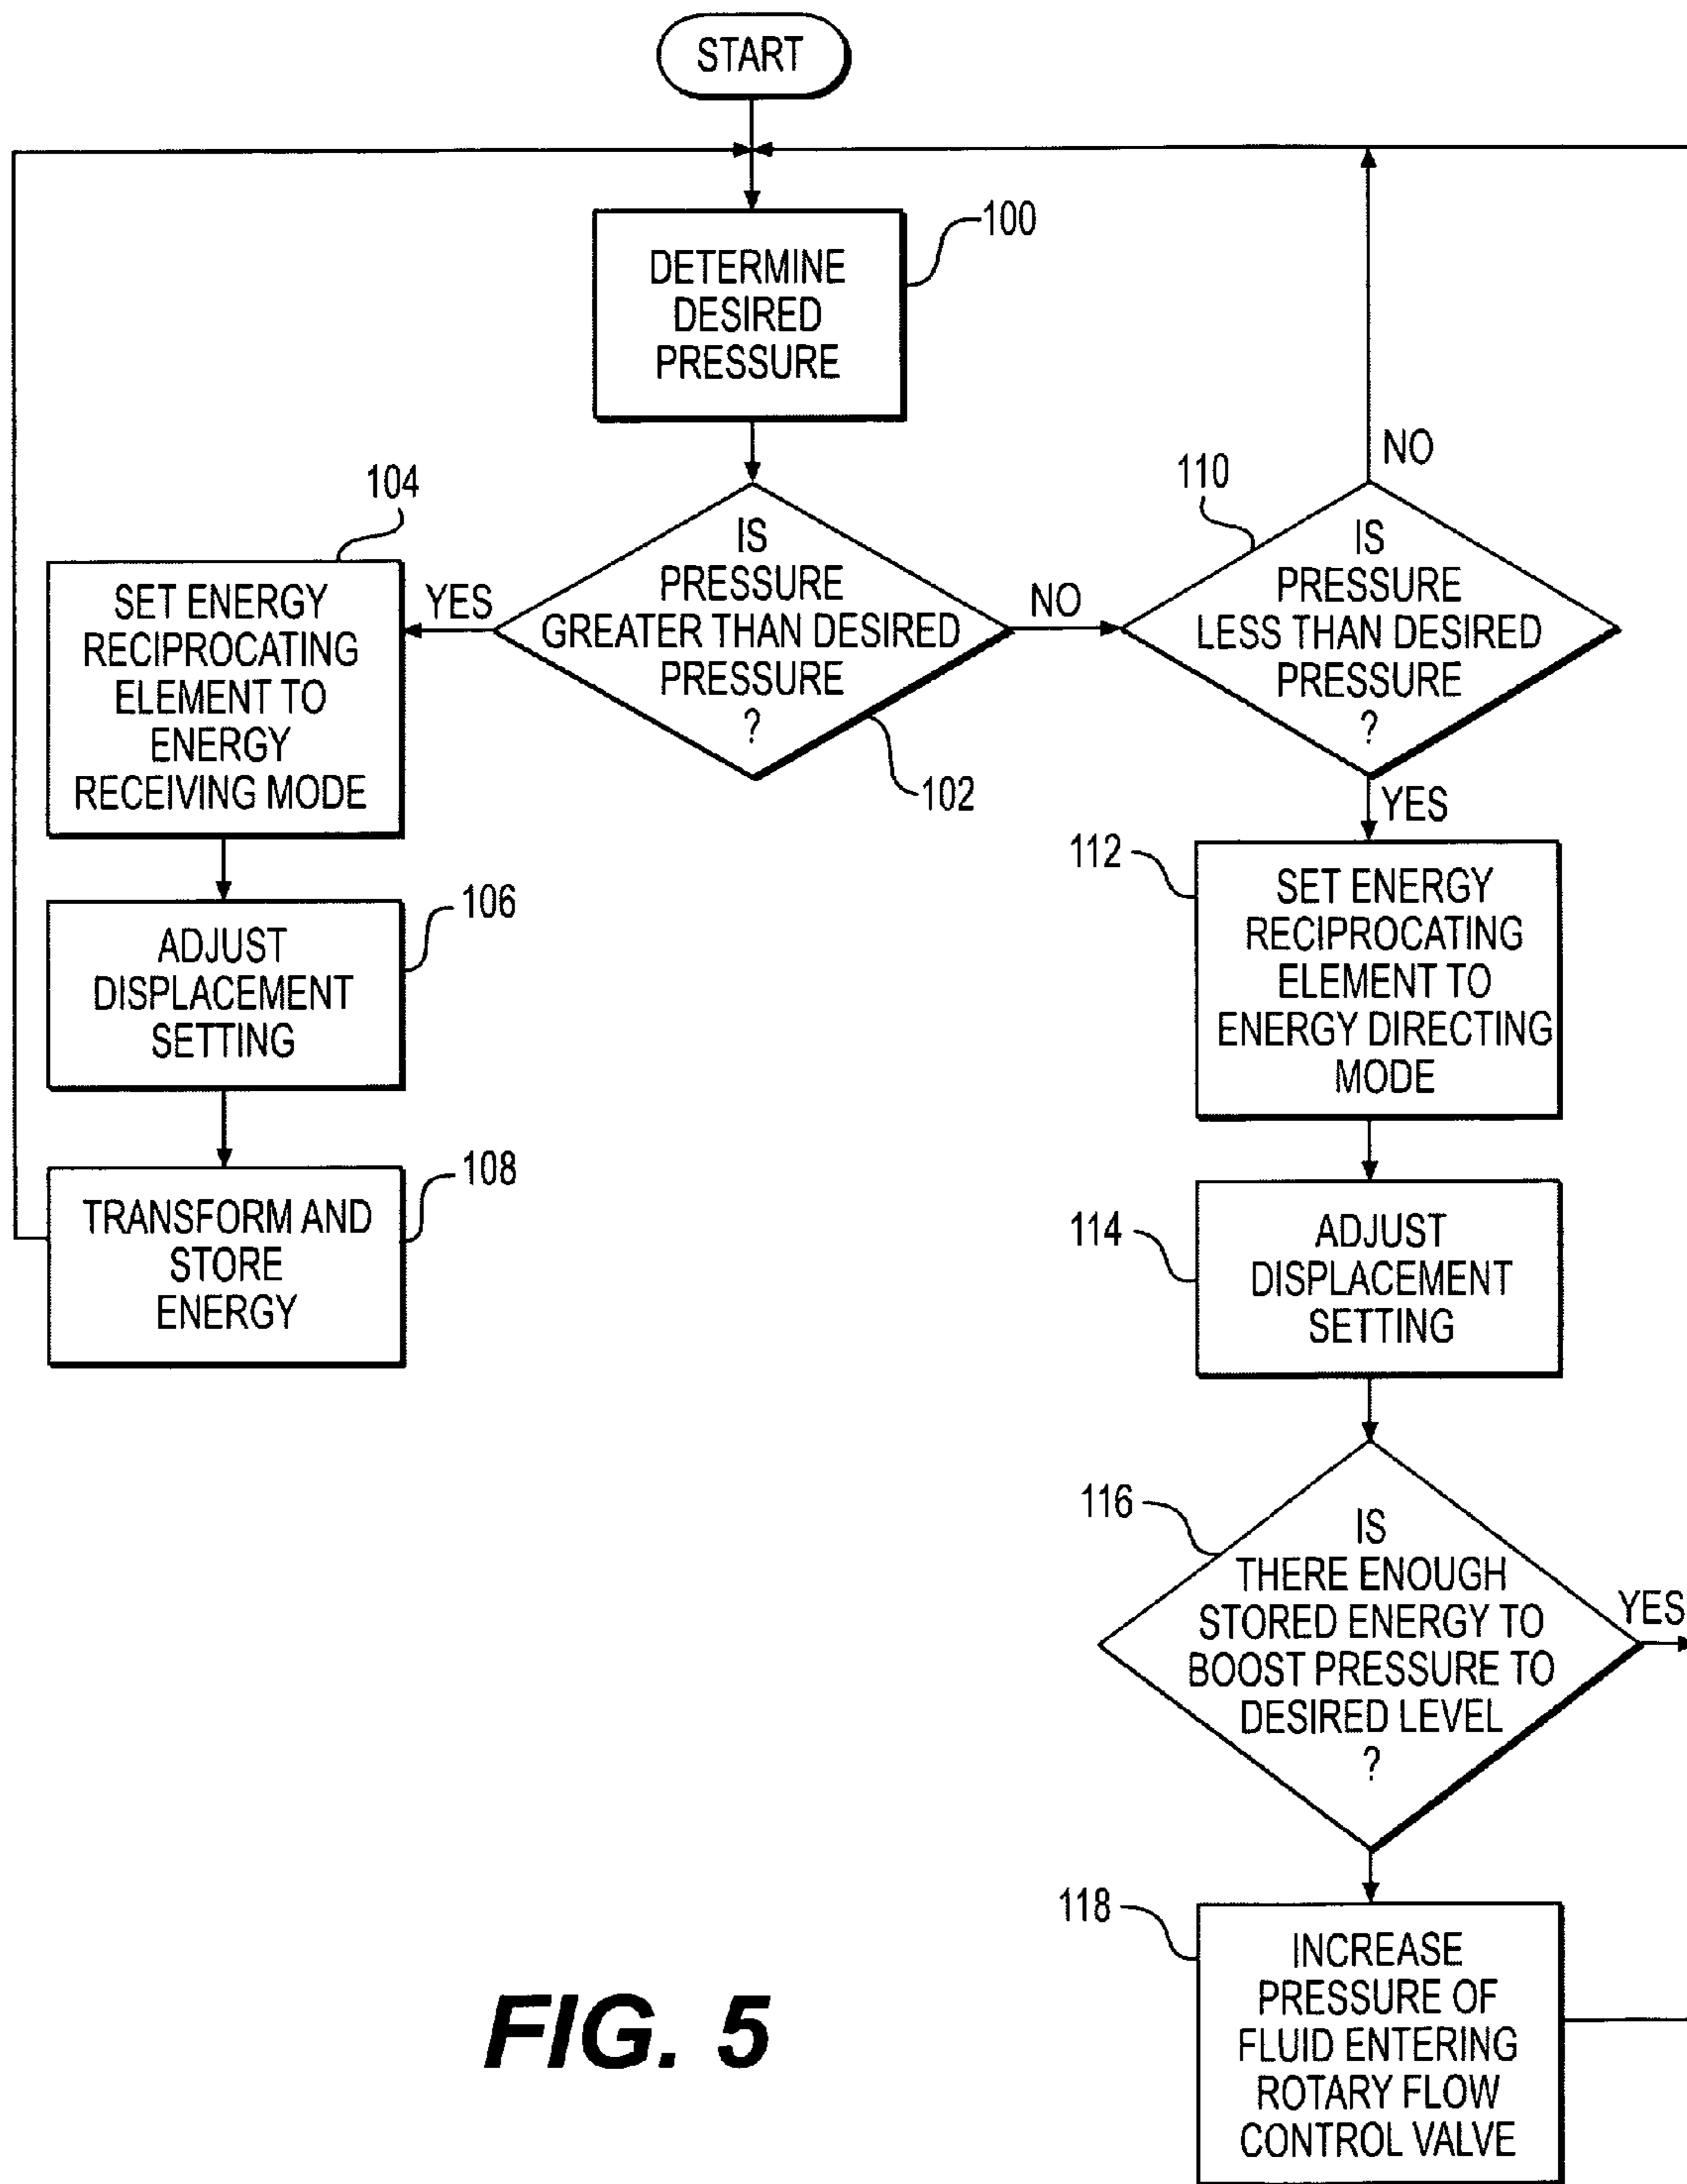 START
100
DETERMINE
DESIRED
PRESSURE
104
110
NO
IS
PRESSURE
GREATER THAN DESIRED
PRESSURE
?
102
YES
NO
IS
PRESSURE
LESS THAN DESIRED
PRESSURE
?
YES
SET ENERGY
RECIPROCATING
ELEMENT TO
ENERGY
RECEIVING MODE
106
ADJUST
DISPLACEMENT
SETTING
108
TRANSFORM AND
STORE
ENERGY
112
SET ENERGY
RECIPROCATING
ELEMENT TO
ENERGY DIRECTING
MODE
114
ADJUST
DISPLACEMENT
SETTING
116
IS
THERE ENOUGH
STORED ENERGY TO
BOOST PRESSURE TO
DESIRED LEVEL
?
YES
118
INCREASE
PRESSURE OF
FLUID ENTERING
ROTARY FLOW
CONTROL VALVE
FIG. 5